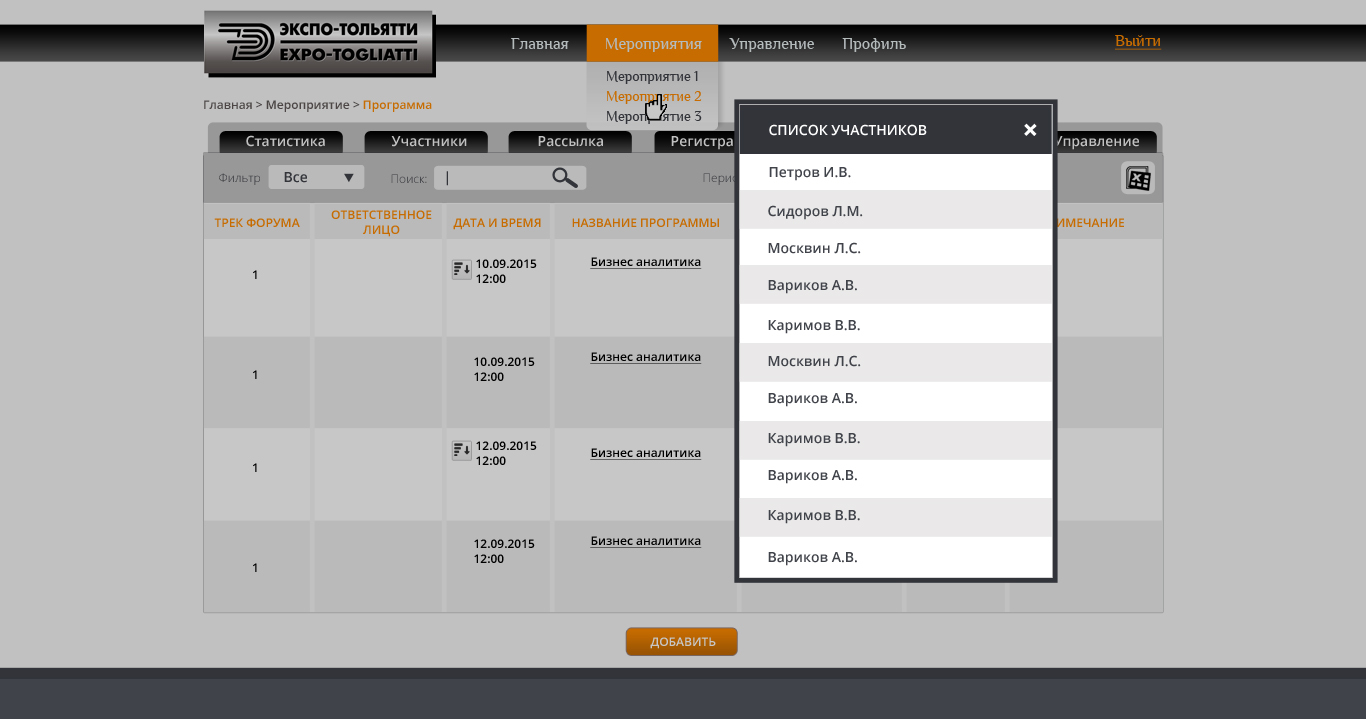 ЭКСПО-ТОЛЬЯТТИ
EXPO-TOGLIATTI
Главная Мероприятия Управление Профиль Выйти
Мероприятие 1
Мероприятие 2
Мероприятие 3
Главная > Мероприятие > Программа
Статистика Участники Рассылка Регистра Управление
Фильтр Все Поиск: Перио
ТРЕК ФОРУМА ОТВЕТСТВЕННОЕ ЛИЦО ДАТА И ВРЕМЯ НАЗВАНИЕ ПРОГРАММЫ ИМЕЧАНИЕ
1 10.09.2015 Бизнес аналитика
12:00
1 10.09.2015 Бизнес аналитика
12:00
1 12.09.2015 Бизнес аналитика
12:00
1 12.09.2015 Бизнес аналитика
12:00
СПИСОК УЧАСТНИКОВ
Петров И.В.
Сидоров Л.М.
Москвин Л.С.
Вариков А.В.
Каримов В.В.
Москвин Л.С.
Вариков А.В.
Каримов В.В.
Вариков А.В.
Каримов В.В.
Вариков А.В.
ДОБАВИТЬ